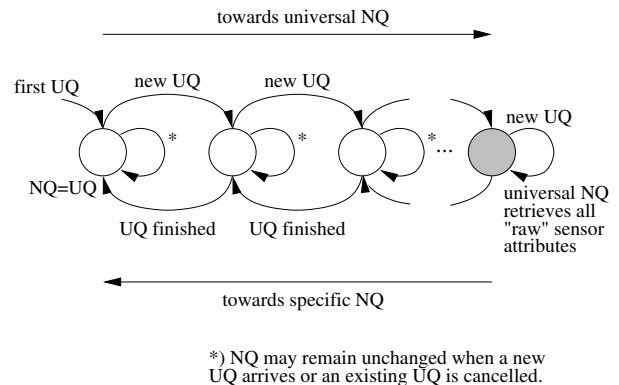 towards universal NQ
first UQ
new UQ
new UQ
new UQ
*
*
*
...
NQ=UQ
UQ finished
UQ finished
universal NQ
retrieves all
"raw" sensor
attributes
towards specific NQ
*) NQ may remain unchanged when a new
UQ arrives or an existing UQ is cancelled.